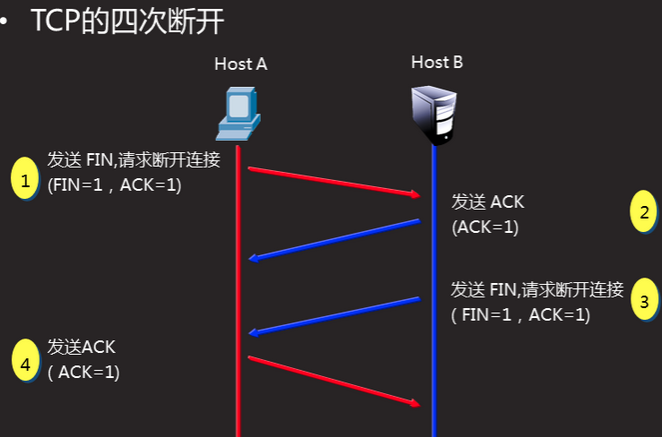 • TCP的四次断开
Host A
Host B
1
发送 FIN,请求断开连接
(FIN=1，ACK=1)
发送 ACK
(ACK=1)
2
发送 FIN,请求断开连接
( FIN=1，ACK=1)
3
4
发送ACK
( ACK=1)